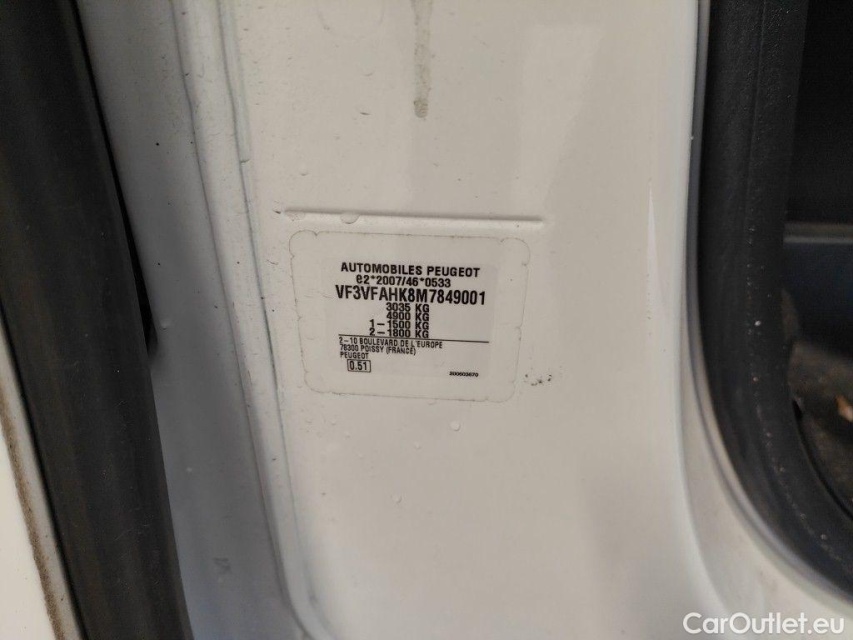 AUTOMOBILES PEUGEOT
e2*2007/46*0533
VF3VFAHK8M7849001
3035 KG
4900 KG
1-1500 KG
2-1800 KG
2-10 BOULEVARD DE L'EUROPE
78300 POISSY (FRANCE)
PEUGEOT
0.51
CarOutlet.eu